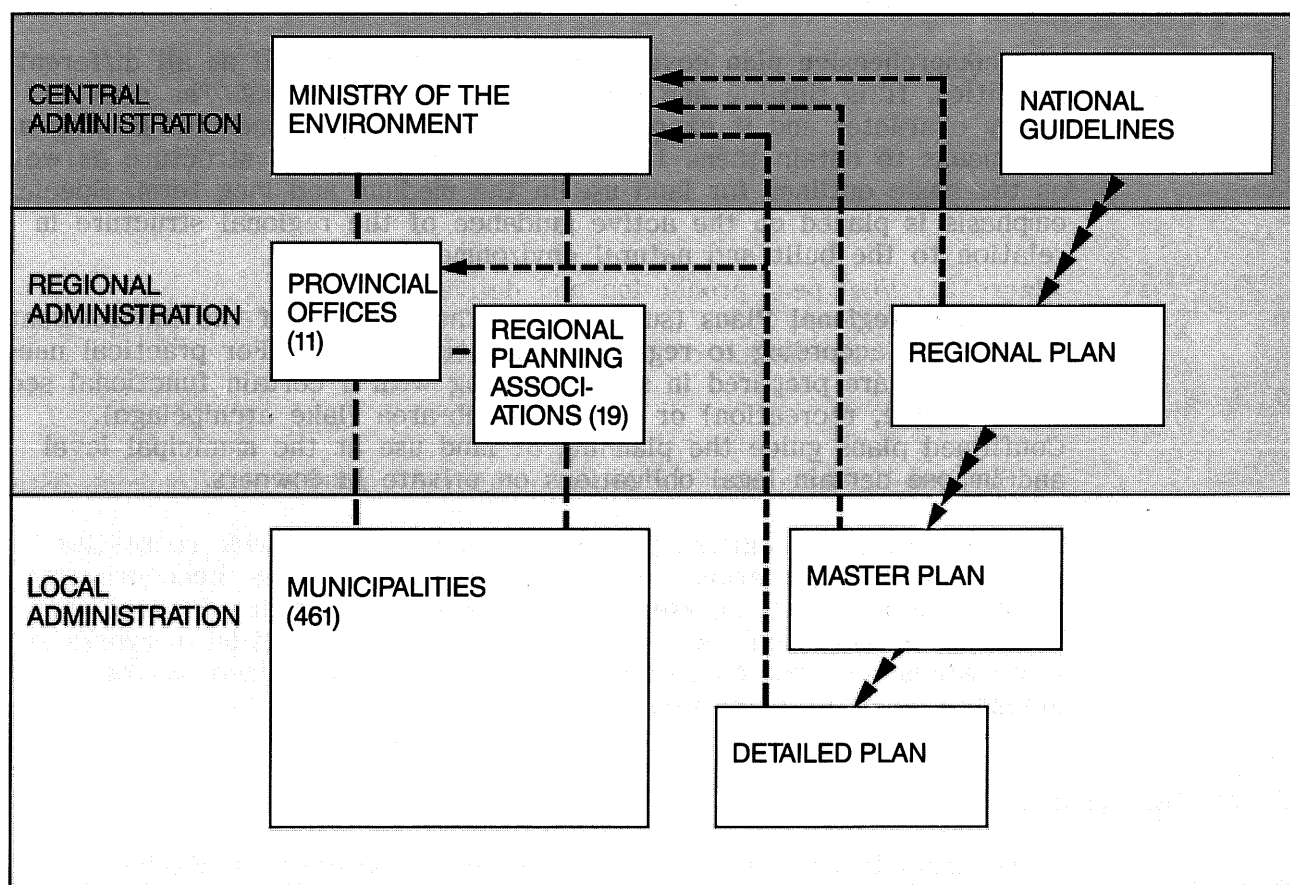 CENTRAL
ADMINISTRATION
MINISTRY OF THE
ENVIRONMENT
NATIONAL
GUIDELINES
REGIONAL
ADMINISTRATION
PROVINCIAL
OFFICES
(11)
REGIONAL
PLANNING
ASSOCI-
ATIONS (19)
REGIONAL PLAN
LOCAL
ADMINISTRATION
MUNICIPALITIES
(461)
MASTER PLAN
DETAILED PLAN